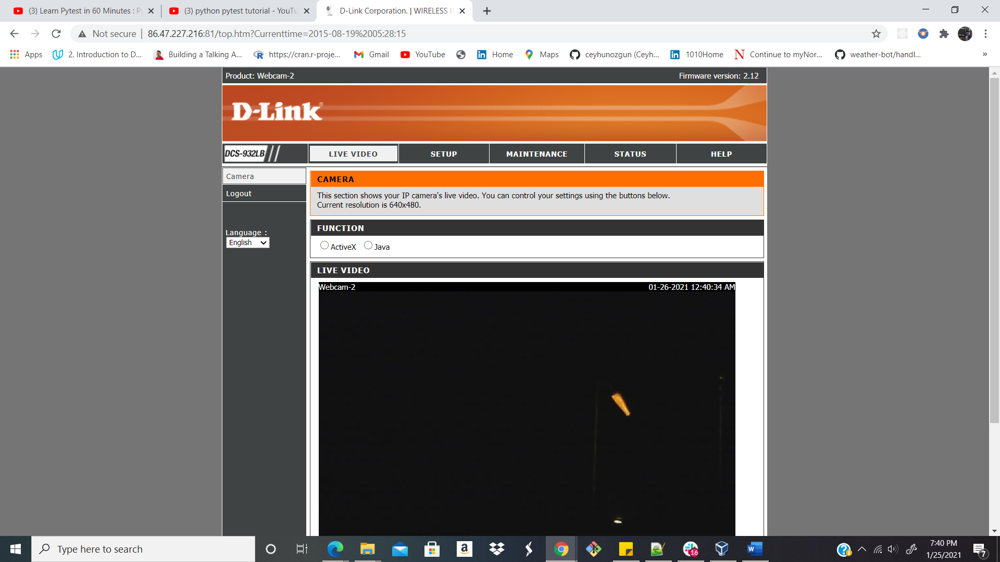 (3) Learn Pytest in 60 Minutes : P
(3) python pytest tutorial - YouTu
D-Link Corporation. | WIRELESS I
Not secure
86.47.227.216:81/top.htm?Currenttime=2015-08-19%2005:28:15
Apps
2. Introduction to D...
Building a Talking A...
https://cran.r-proje...
Gmail
YouTube
Home
Maps
ceyhunozgun (Ceyh...
1010Home
Continue to myNor...
weather-bot/handl...
»
Product: Webcam-2
Firmware version: 2.12
D-Link®
DCS-932LB
LIVE VIDEO
SETUP
MAINTENANCE
STATUS
HELP
Camera
Logout
Language :
English
CAMERA
This section shows your IP camera's live video. You can control your settings using the buttons below.
Current resolution is 640x480.
FUNCTION
ActiveX
Java
LIVE VIDEO
Webcam-2
01-26-2021 12:40:34 AM
Type here to search
16
7:40 PM
1/25/2021
7